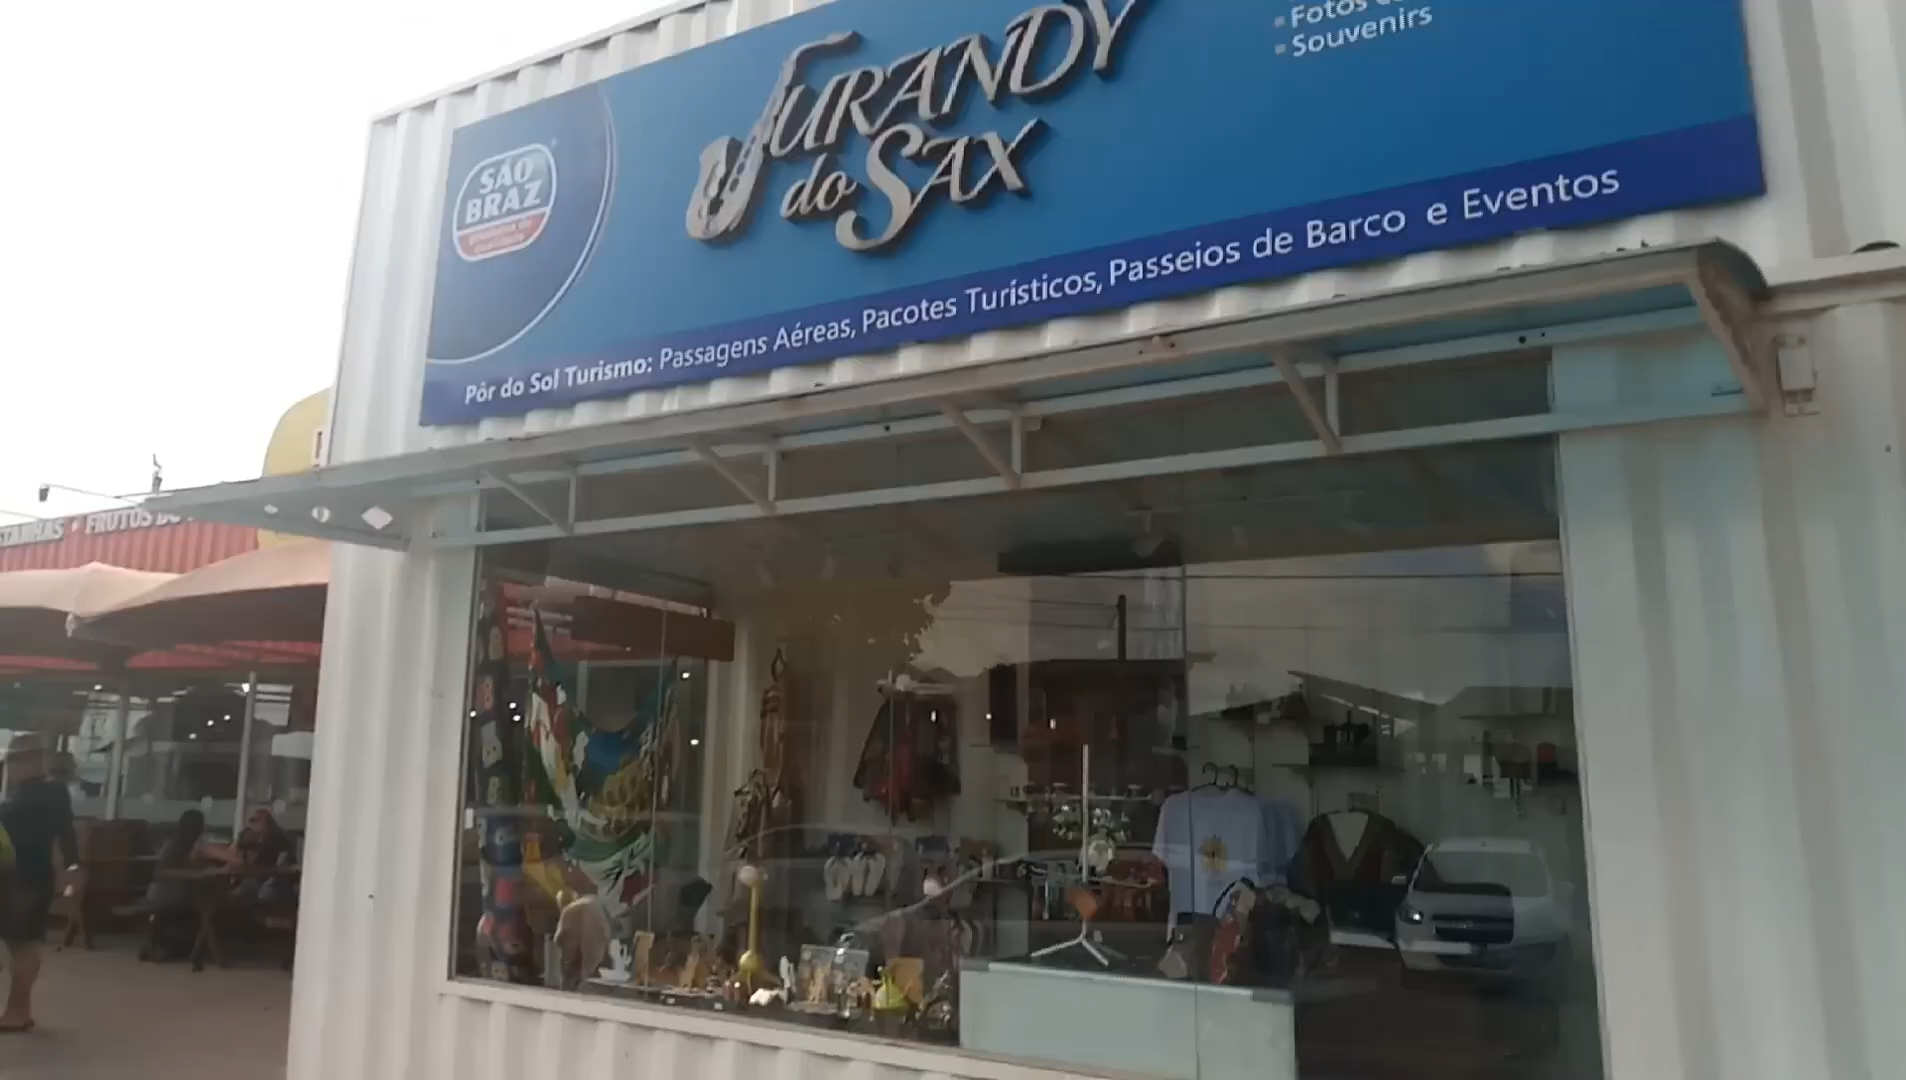 Fotos
Souvenirs
JURANDY
do SAX
SÃO
BRAZ
Pôr do Sol Turismo: Passagens Aéreas, Pacotes Turísticos, Passeios de Barco e Eventos
FRUTOS